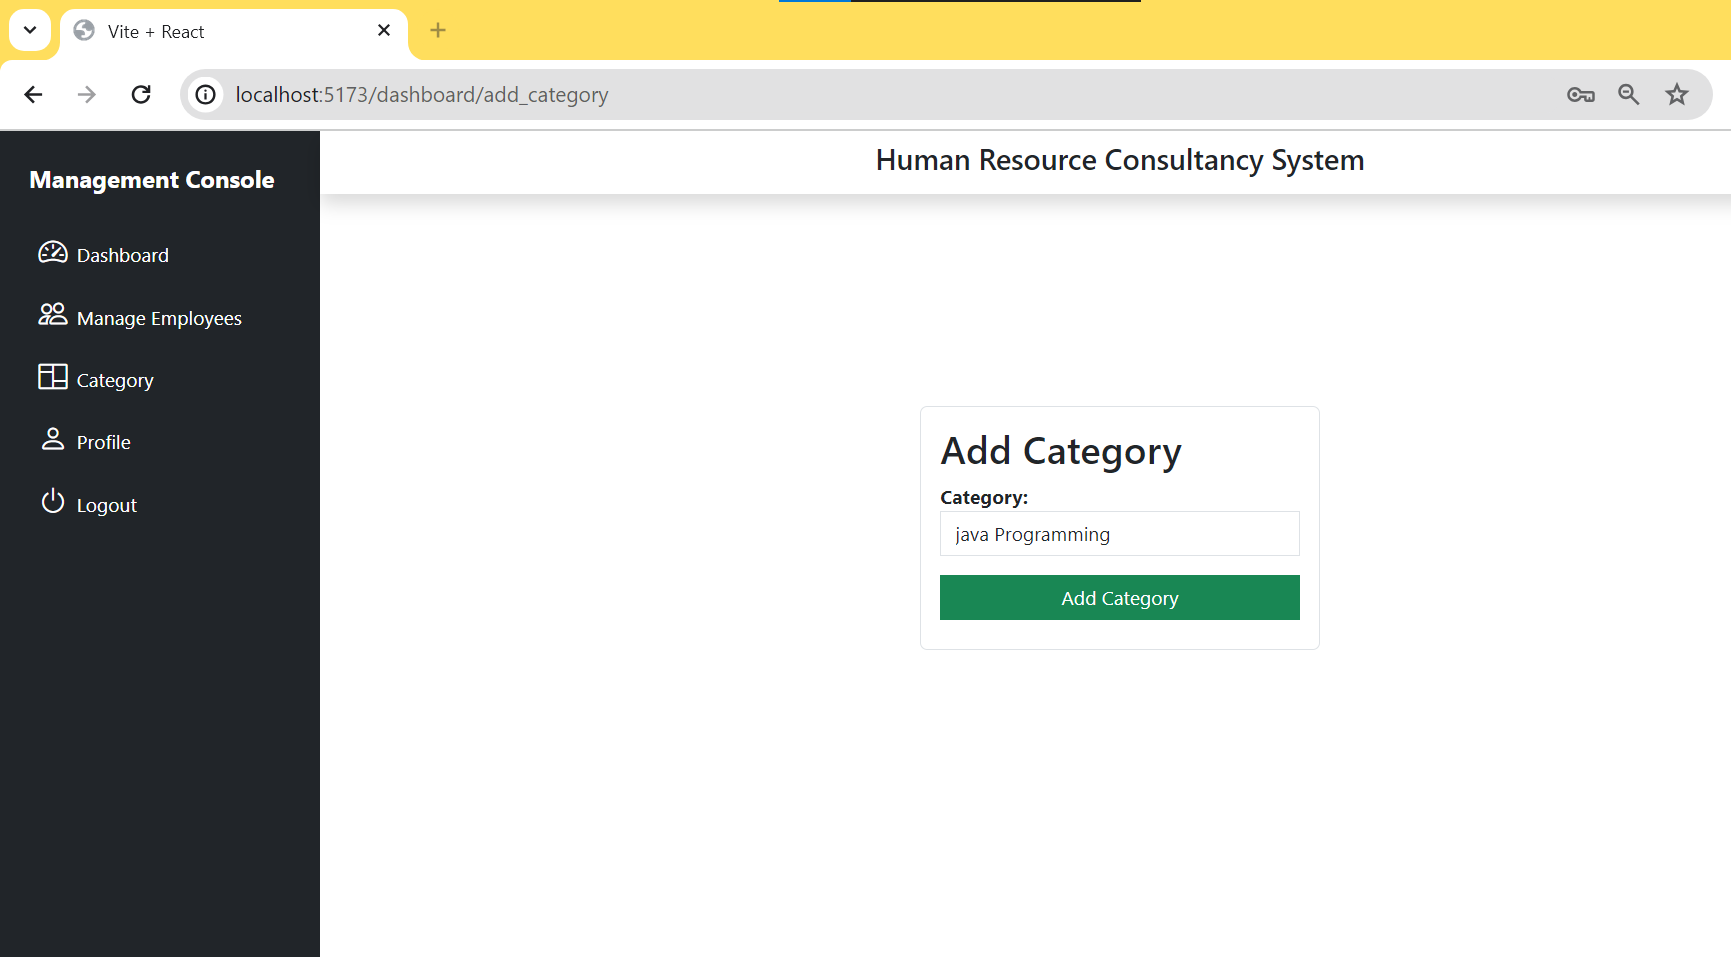 Vite + React
localhost:5173/dashboard/add_category
Management Console
Dashboard
Manage Employees
Category
Profile
Logout
Human Resource Consultancy System
Add Category
Category:
java Programming
Add Category